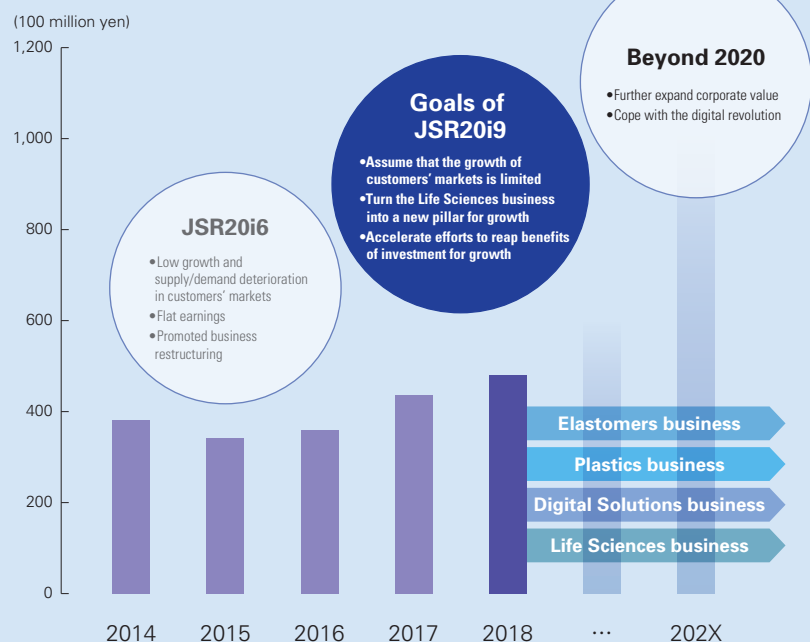 (100 million yen)
1,200
1,000
800
600
400
200
0
JSR20i6
•Low growth and
supply/demand deterioration
in customers' markets
•Flat earnings
•Promoted business
restructuring
Goals of
JSR20i9
•Assume that the growth of
customers' markets is limited
•Turn the Life Sciences business
into a new pillar for growth
•Accelerate efforts to reap benefits
of investment for growth
Beyond 2020
•Further expand corporate value
•Cope with the digital revolution
Elastomers business
Plastics business
Digital Solutions business
Life Sciences business
2014
2015
2016
2017
2018
…
202X